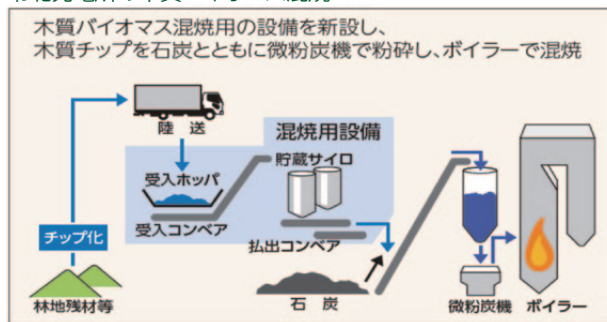 木質バイオマス混焼用の設備を新設し、
木質チップを石炭とともに微粉炭機で粉砕し、ボイラーで混焼
陸送
混焼用設備
貯蔵サイロ
受入ホッパ
受入コンベア
チップ化
払出コンベア
林地残材等
石炭
微粉炭機
ボイラー